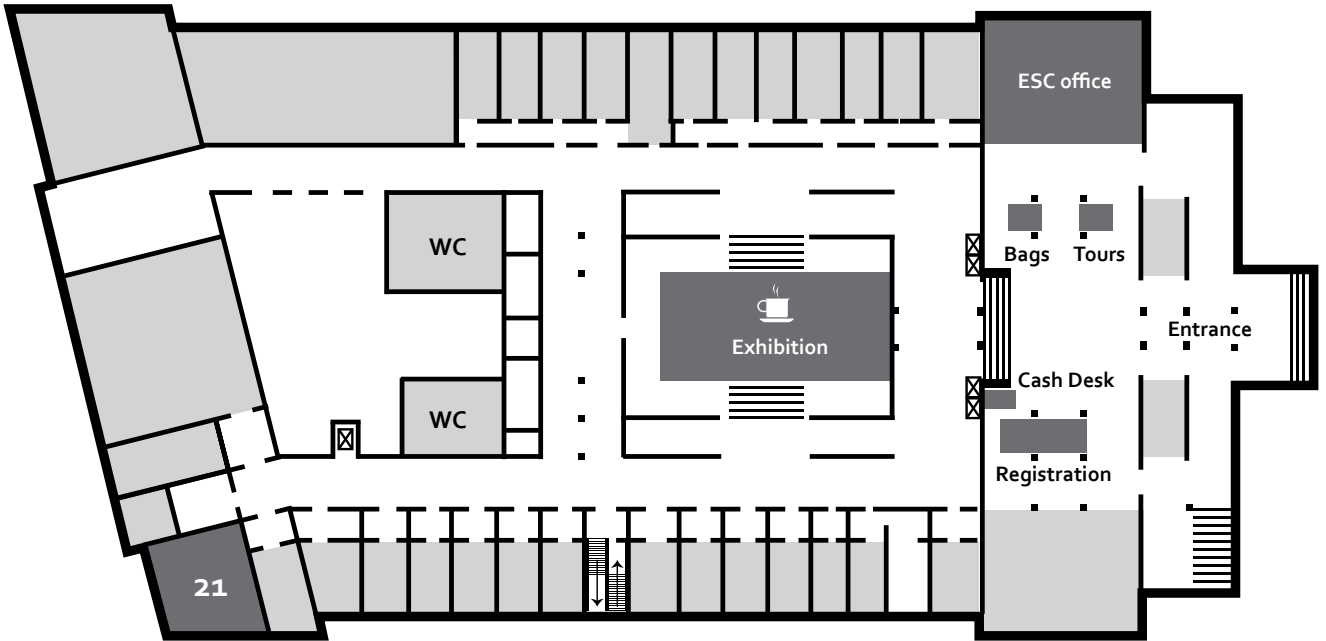 ESC office
WC
Bags
Tours
Entrance
Exhibition
Cash Desk
WC
Registration
21